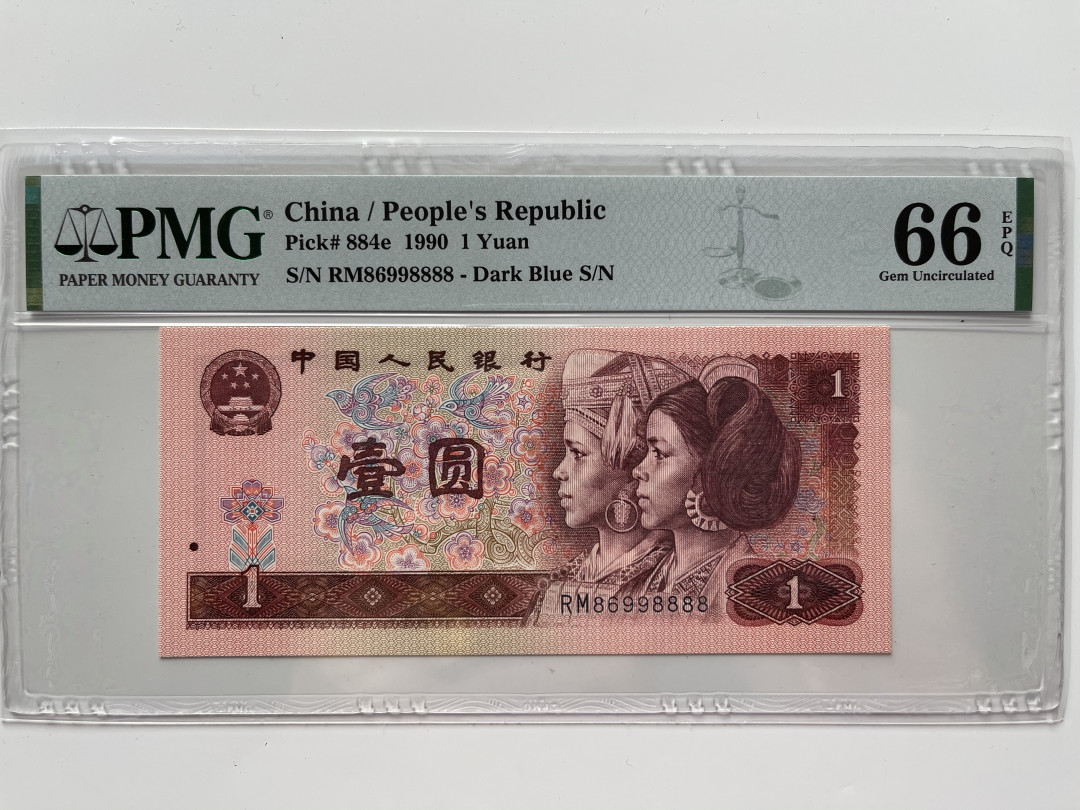 PMG®
PAPER MONEY GUARANTY
China / People's Republic
Pick# 884e 1990 1 Yuan
S/N RM86998888 - Dark Blue S/N
66
EPQ
Gem Uncirculated
中国人民银行
1
壹圆
1
RM86998888
1